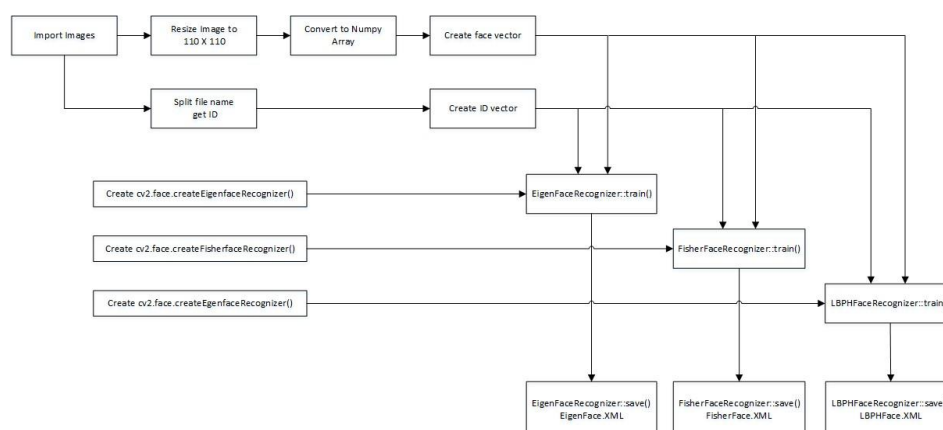 Import Images
Resize Image to
110 X 110
Convert to Numpy
Array
Create face vector
Split file name
get ID
Create ID vector
Create cv2.face.createEigenfaceRecognizer()
EigenFaceRecognizer::train()
Create cv2.face.createFisherfaceRecognizer()
FisherFaceRecognizer::train()
Create cv2.face.createEgenfaceRecognizer()
LBPHFaceRecognizer::train
EigenFaceRecognizer::save()
EigenFace.XML
FisherFaceRecognizer::save()
FisherFace.XML
LBPHFaceRecognizer::save
LBPHFace.XML